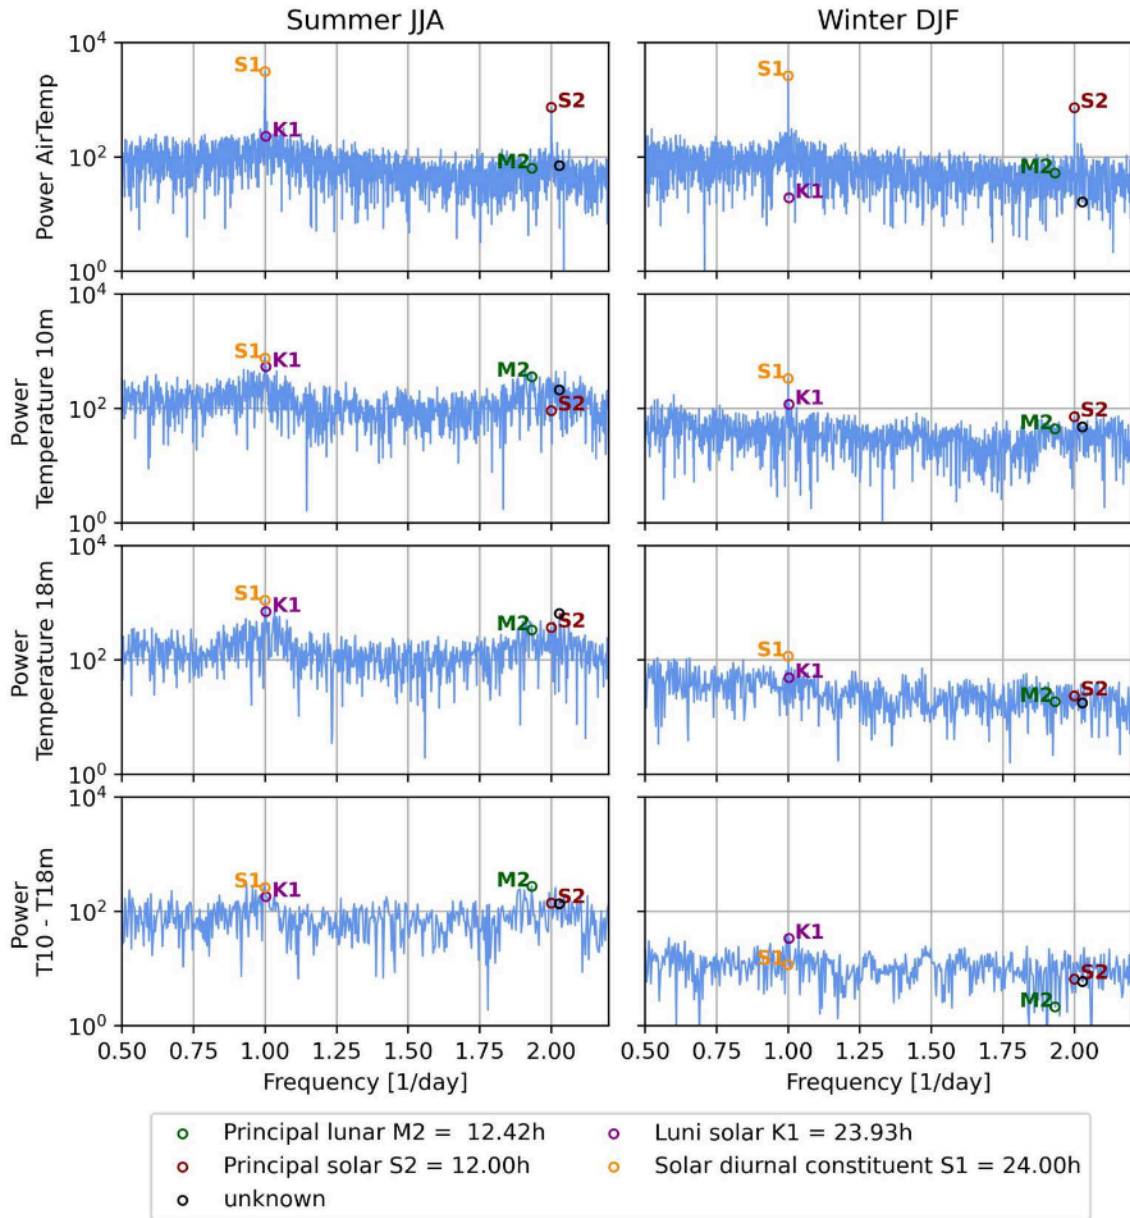 Summer JJA
Winter DJF
Power AirTemp
10^4
10^2
10^0
S1
K1
M2
S2
S1
K1
M2
S2
Power
Temperature 10m
10^4
10^2
10^0
S1
K1
M2
S2
S1
K1
M2
S2
Power
Temperature 18m
10^4
10^2
10^0
S1
K1
M2
S2
S1
K1
M2
S2
Power
T10 - T18m
10^4
10^2
10^0
S1
K1
M2
S2
K1
S1
M2
S2
0.50 0.75 1.00 1.25 1.50 1.75 2.00
0.50 0.75 1.00 1.25 1.50 1.75 2.00
Frequency [1/day]
Frequency [1/day]
Principal lunar M2 = 12.42h
Principal solar S2 = 12.00h
unknown
Luni solar K1 = 23.93h
Solar diurnal constituent S1 = 24.00h